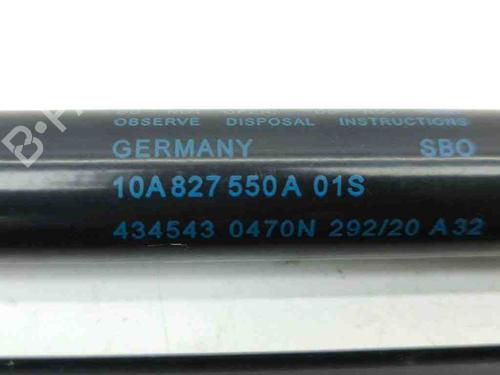 OBSERVE DISPOSAL INSTRUCTIONS
GERMANY SBO
10A 827 550 A 01S
434543 0470N 292/20 A32